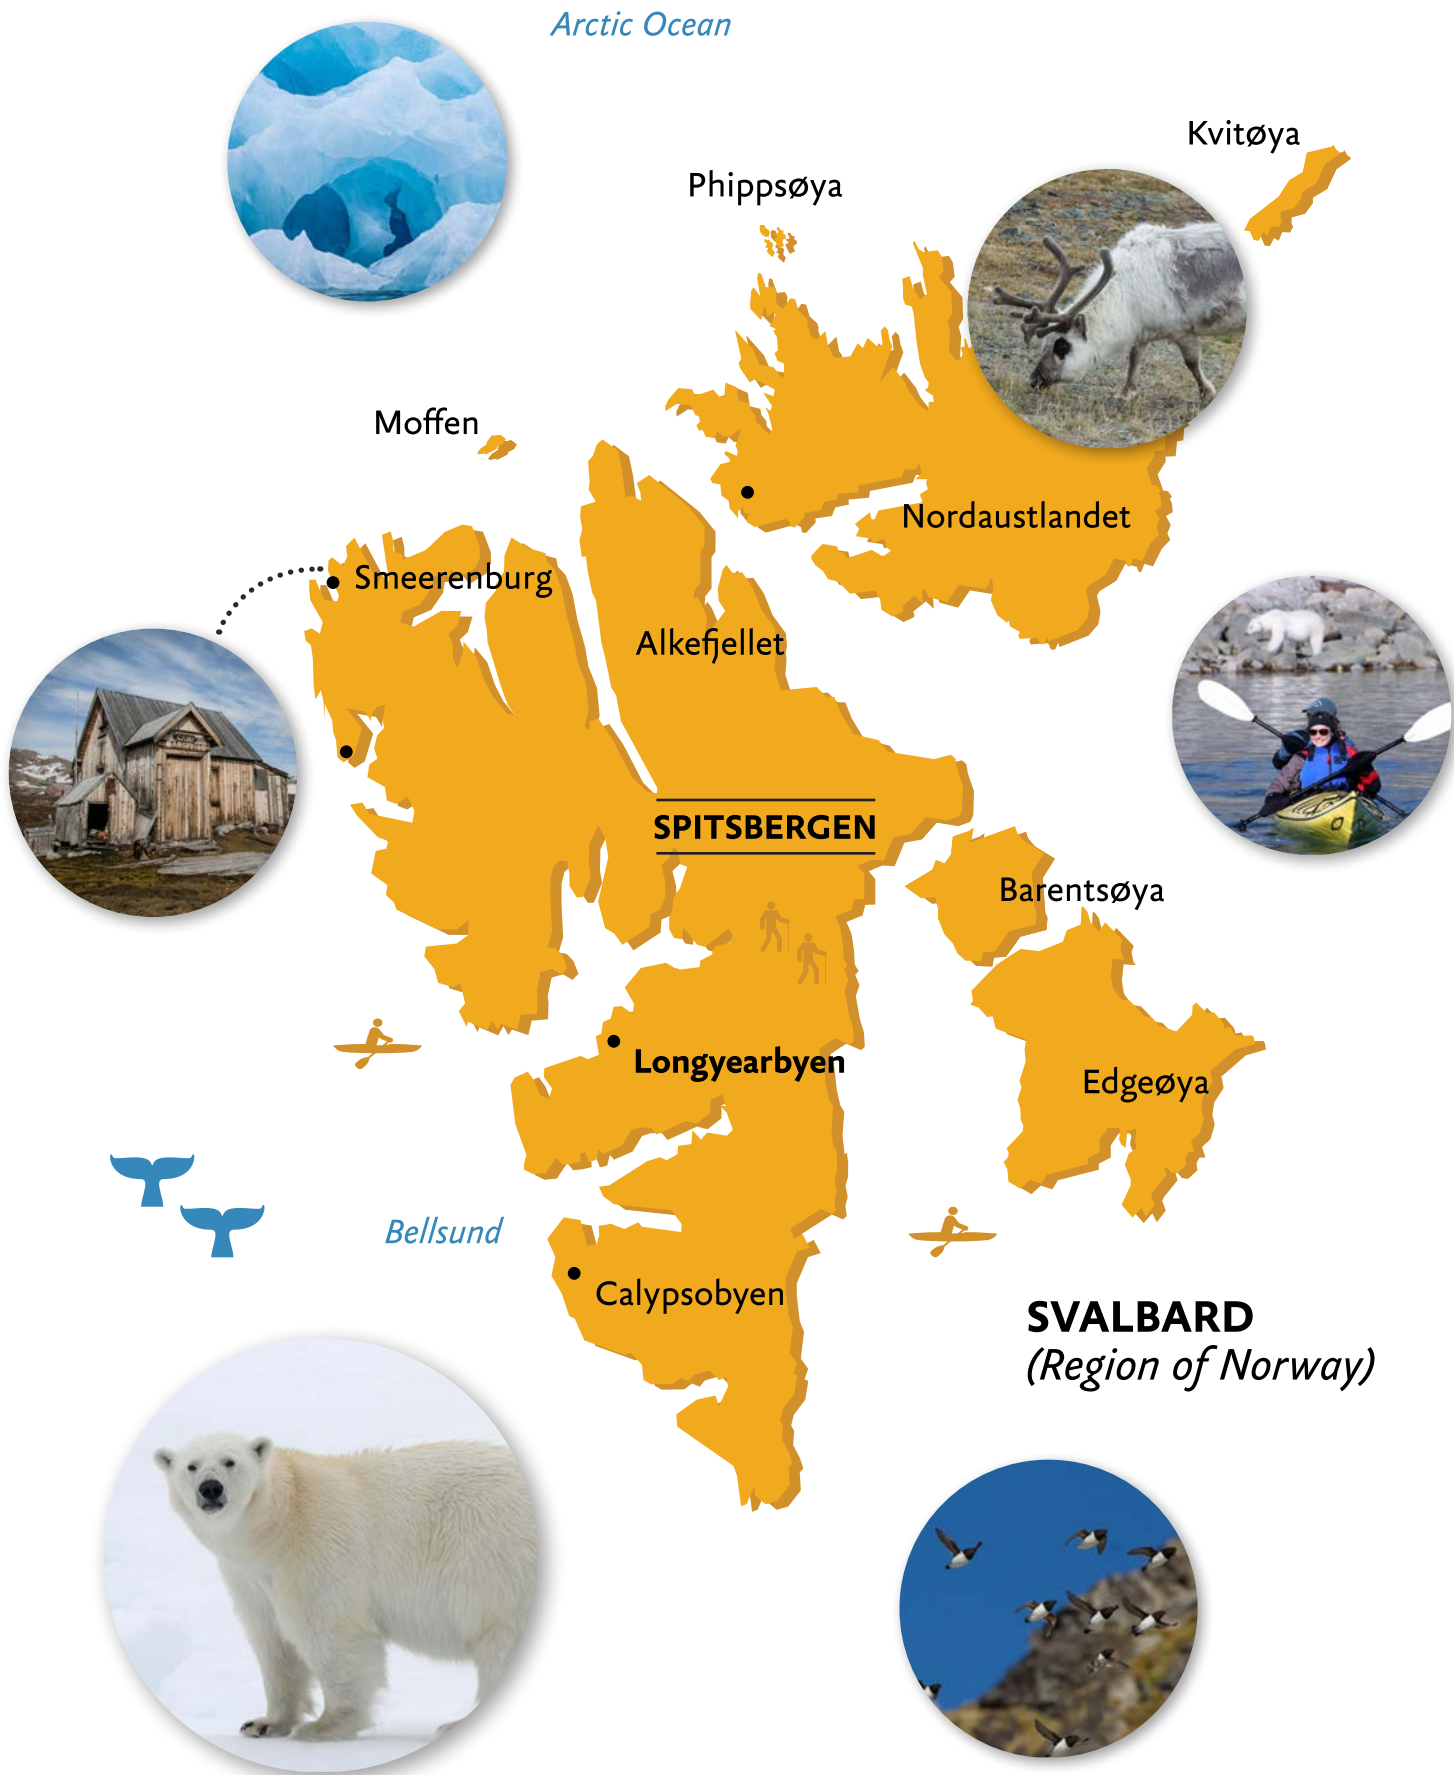 Arctic Ocean
Kvitøya
Phippsøya
Moffen
Nordaustlandet
Smeerenburg
Alkefjellet
SPITSBERGEN
Barentsøya
Longyearbyen
Edgeøya
Bellsund
Calypsobyen
SVALBARD
(Region of Norway)